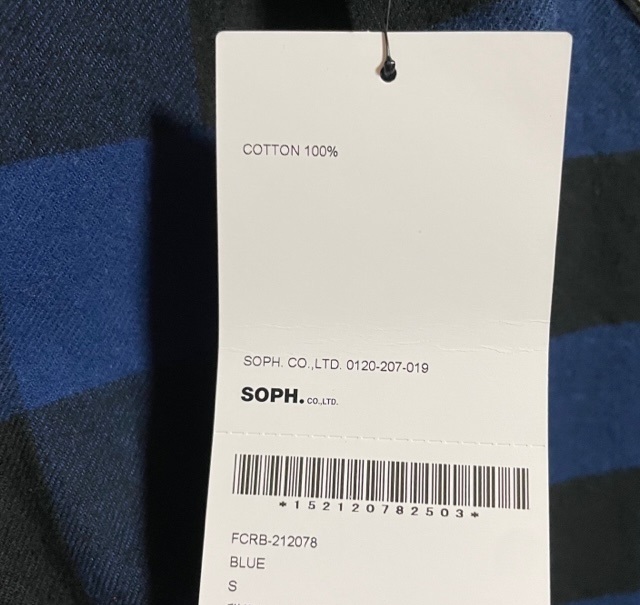 COTTON 100%
SOPH. CO.,LTD. 0120-207-019
SOPH. CO.,LTD.
*152120782503*
FCRB-212078
BLUE
S